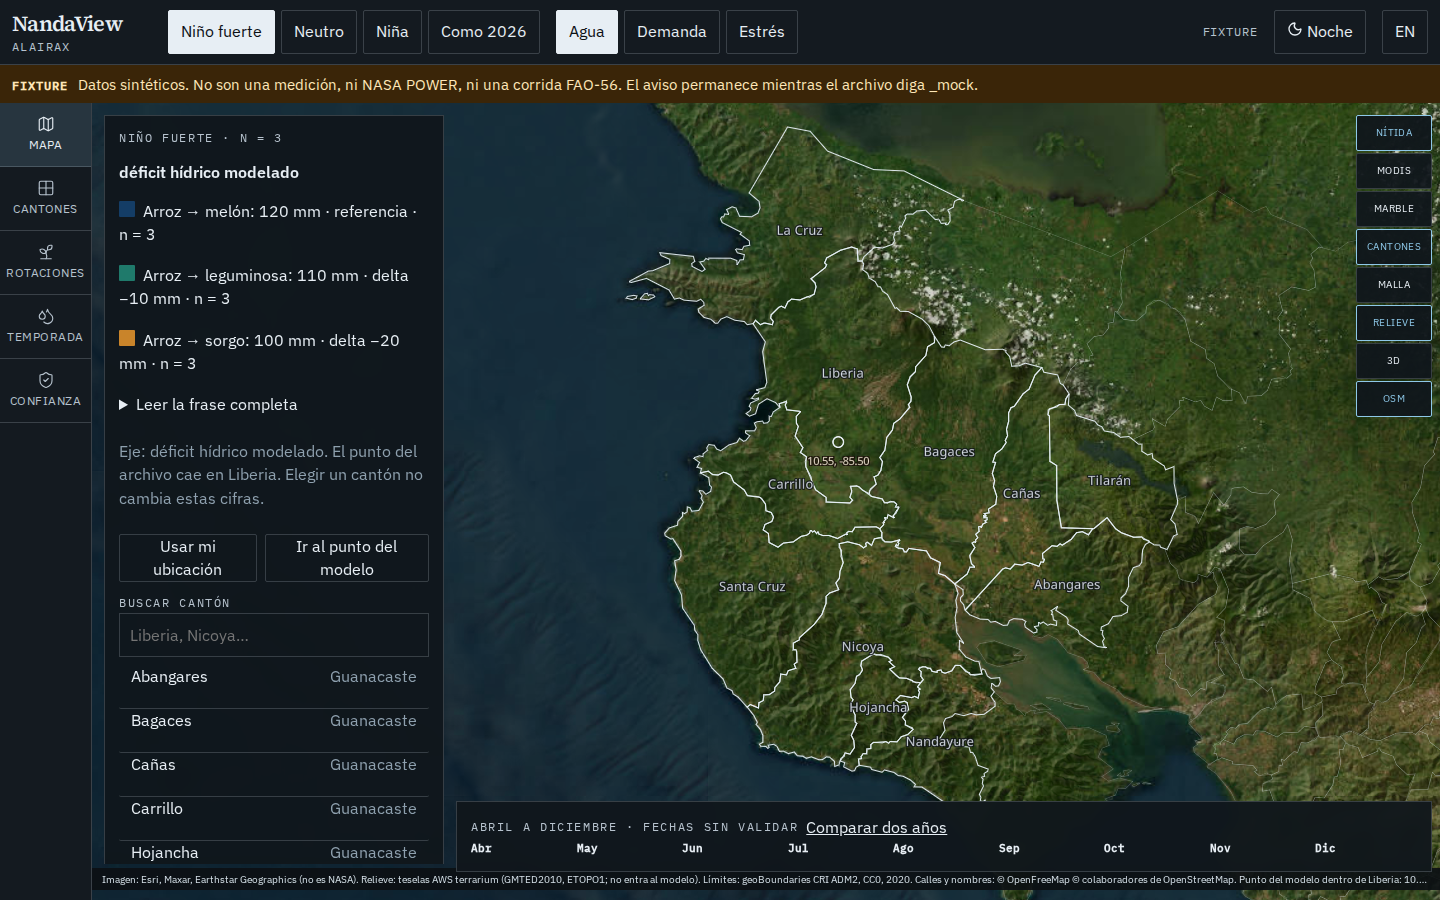 NandaView
ALAIRAX
Niño fuerte
Neutro
Niña
Como 2026
Agua
Demanda
Estrés
FIXTURE
Noche
EN
FIXTURE Datos sintéticos. No son una medición, ni NASA POWER, ni una corrida FAO-56. El aviso permanece mientras el archivo diga _mock.
MAPA
CANTONES
ROTACIONES
TEMPORADA
CONFIANZA
NIÑO FUERTE · N = 3
déficit hídrico modelado
Arroz → melón: 120 mm · referencia ·
n = 3
Arroz → leguminosa: 110 mm · delta
−10 mm · n = 3
Arroz → sorgo: 100 mm · delta −20
mm · n = 3
Leer la frase completa
Eje: déficit hídrico modelado. El punto del
archivo cae en Liberia. Elegir un cantón no
cambia estas cifras.
Usar mi
ubicación
Ir al punto del
modelo
BUSCAR CANTÓN
Liberia, Nicoya...
Abangares Guanacaste
Bagaces Guanacaste
Cañas Guanacaste
Carrillo Guanacaste
Hojancha Guanacaste
La Cruz
Liberia
10.55, -85.50
Carrillo
Bagaces
Cañas
Tilarán
Santa Cruz
Abangares
Nicoya
Hojancha
Nandayure
NÍTIDA
MODIS
MARBLE
CANTONES
MALLA
RELIEVE
3D
OSM
ABRIL A DICIEMBRE · FECHAS SIN VALIDAR Comparar dos años
Abr May Jun Jul Ago Sep Oct Nov Dic
Imagen: Esri, Maxar, Earthstar Geographics (no es NASA). Relieve: teselas AWS terrarium (GMTED2010, ETOPO1; no entra al modelo). Límites: geoBoundaries CRI ADM2, CC0, 2020. Calles y nombres: © OpenFreeMap © colaboradores de OpenStreetMap. Punto del modelo dentro de Liberia: 10....